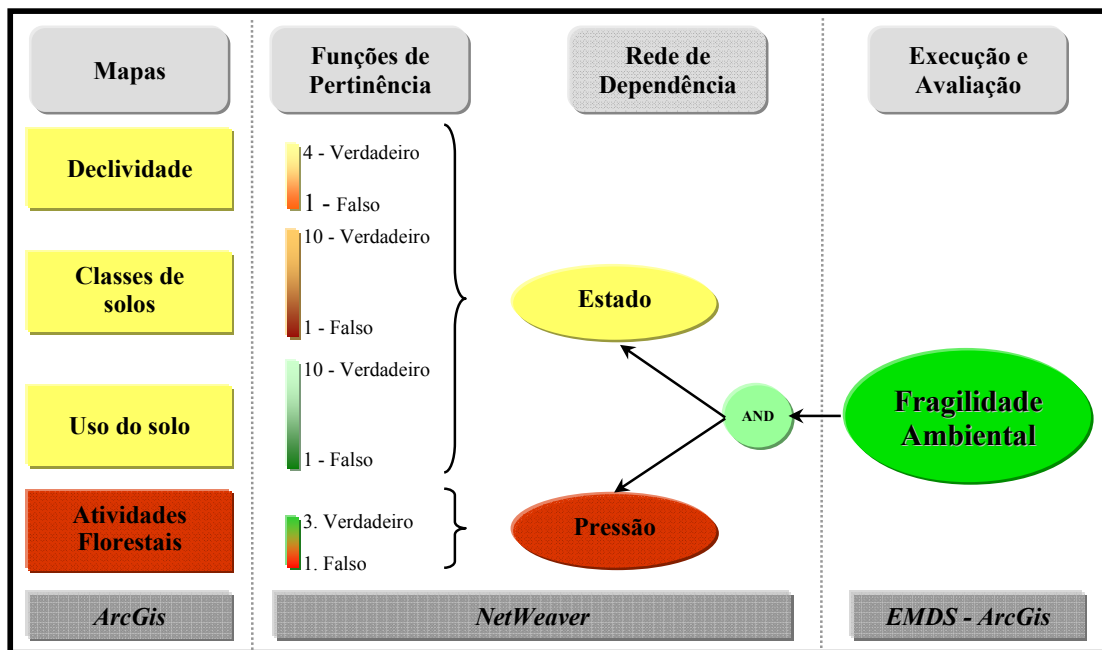 Mapas
Funções de
Pertinência
Rede de
Dependência
Execução e
Avaliação
Declividade
4 - Verdadeiro
1 - Falso
Classes de
solos
10 - Verdadeiro
1 - Falso
Uso do solo
10 - Verdadeiro
1 - Falso
Atividades
Florestais
3. Verdadeiro
1. Falso
Estado
Pressão
AND
Fragilidade
Ambiental
ArcGis
NetWeaver
EMDS - ArcGis